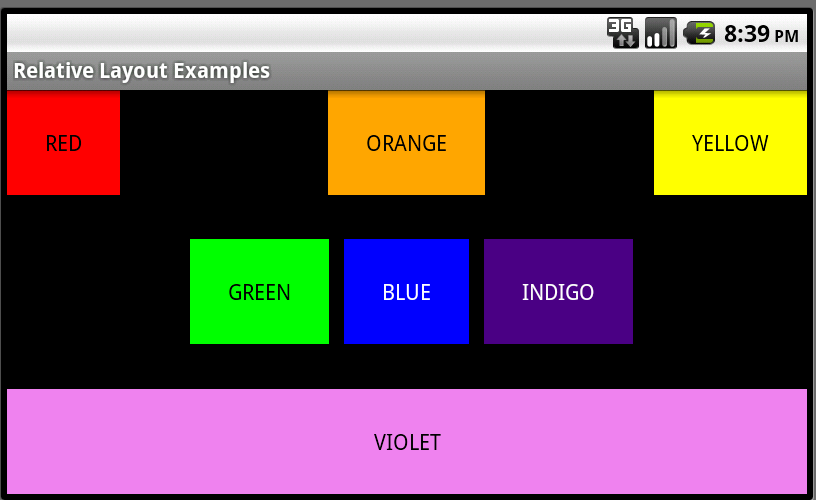 3G 8:39 PM
Relative Layout Examples
RED ORANGE YELLOW
GREEN BLUE INDIGO
VIOLET